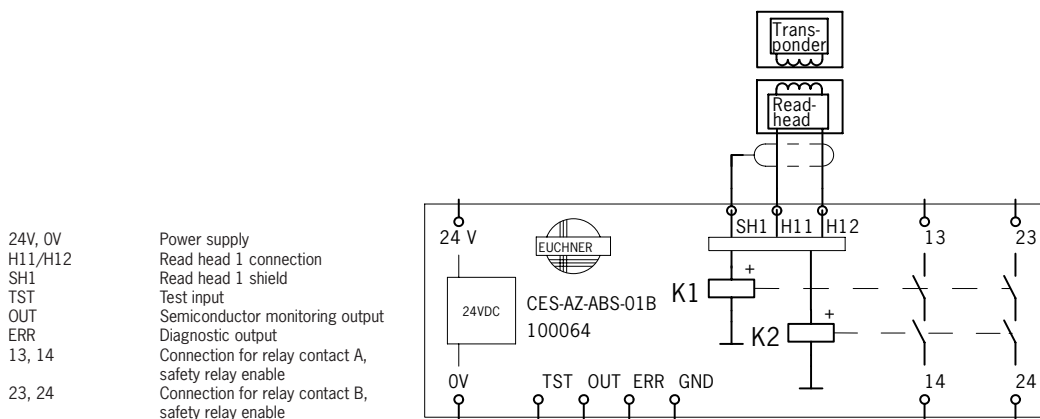 Trans-
ponder
Read-
head
24V, 0V Power supply
H11/H12 Read head 1 connection
SH1 Read head 1 shield
TST Test input
OUT Semiconductor monitoring output
ERR Diagnostic output
13, 14 Connection for relay contact A,
safety relay enable
23, 24 Connection for relay contact B,
safety relay enable
24 V
EUCHNER
SH1 H11 H12
13
23
24VDC
CES-AZ-ABS-01B
100064
K1
+
K2
+
0V
TST OUT ERR GND
14
24